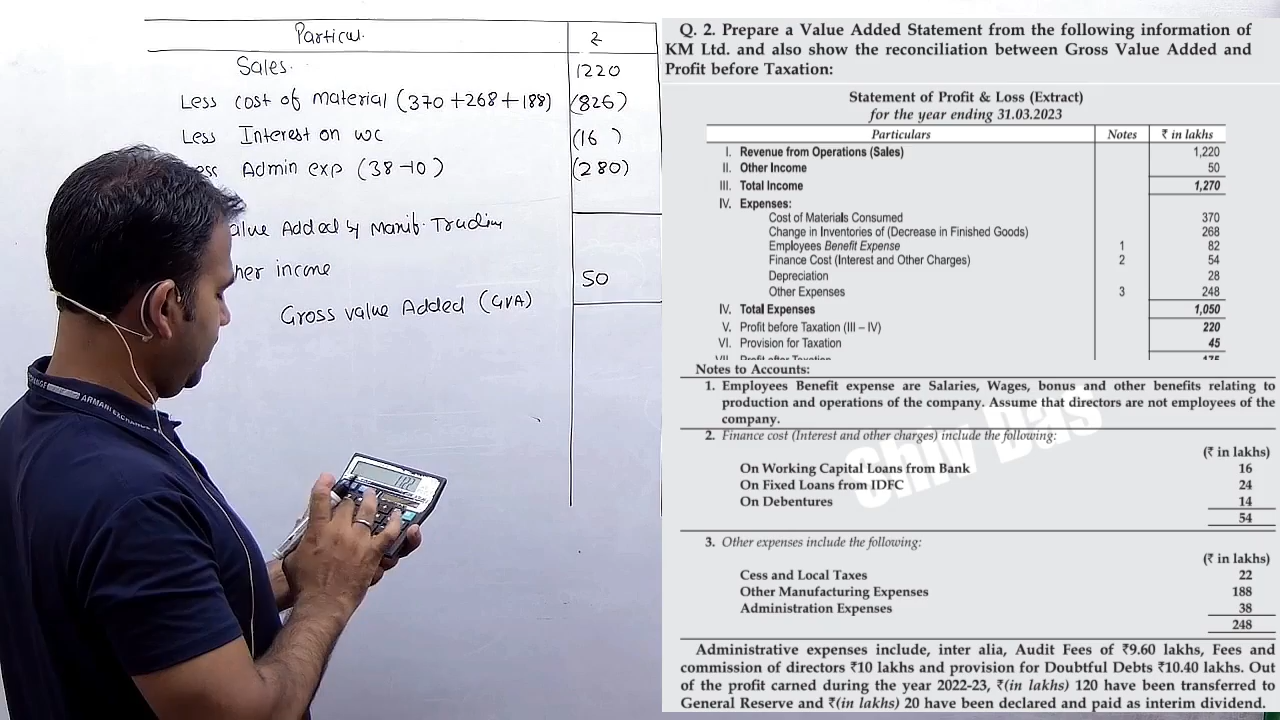 Particul.
₹
Sales.
1220
Less cost of material (370 +268 + 188)
(826)
Less Interest on wc
(16 )
ess Admin exp (38-10)
(280)
alue Added by Manuf. Trading
her income
50
Gross value Added (GVA)
ARMANI EXCHANGE
Q. 2. Prepare a Value Added Statement from the following information of
KM Ltd. and also show the reconciliation between Gross Value Added and
Profit before Taxation:
Statement of Profit & Loss (Extract)
for the year ending 31.03.2023
Particulars Notes ₹ in lakhs
I. Revenue from Operations (Sales) 1,220
II. Other Income 50
III. Total Income 1,270
IV. Expenses:
Cost of Materials Consumed 370
Change in Inventories of (Decrease in Finished Goods) 268
Employees Benefit Expense 1 82
Finance Cost (Interest and Other Charges) 2 54
Depreciation 28
Other Expenses 3 248
IV. Total Expenses 1,050
V. Profit before Taxation (III – IV) 220
VI. Provision for Taxation 45
VII. Profit after Taxation 175
Notes to Accounts:
1. Employees Benefit expense are Salaries, Wages, bonus and other benefits relating to
production and operations of the company. Assume that directors are not employees of the
company.
2. Finance cost (Interest and other charges) include the following:
(₹ in lakhs)
On Working Capital Loans from Bank 16
On Fixed Loans from IDFC 24
On Debentures 14
54
3. Other expenses include the following:
(₹ in lakhs)
Cess and Local Taxes 22
Other Manufacturing Expenses 188
Administration Expenses 38
248
Administrative expenses include, inter alia, Audit Fees of ₹9.60 lakhs, Fees and
commission of directors ₹10 lakhs and provision for Doubtful Debts ₹10.40 lakhs. Out
of the profit carned during the year 2022-23, ₹(in lakhs) 120 have been transferred to
General Reserve and ₹(in lakhs) 20 have been declared and paid as interim dividend.
Shiv Das